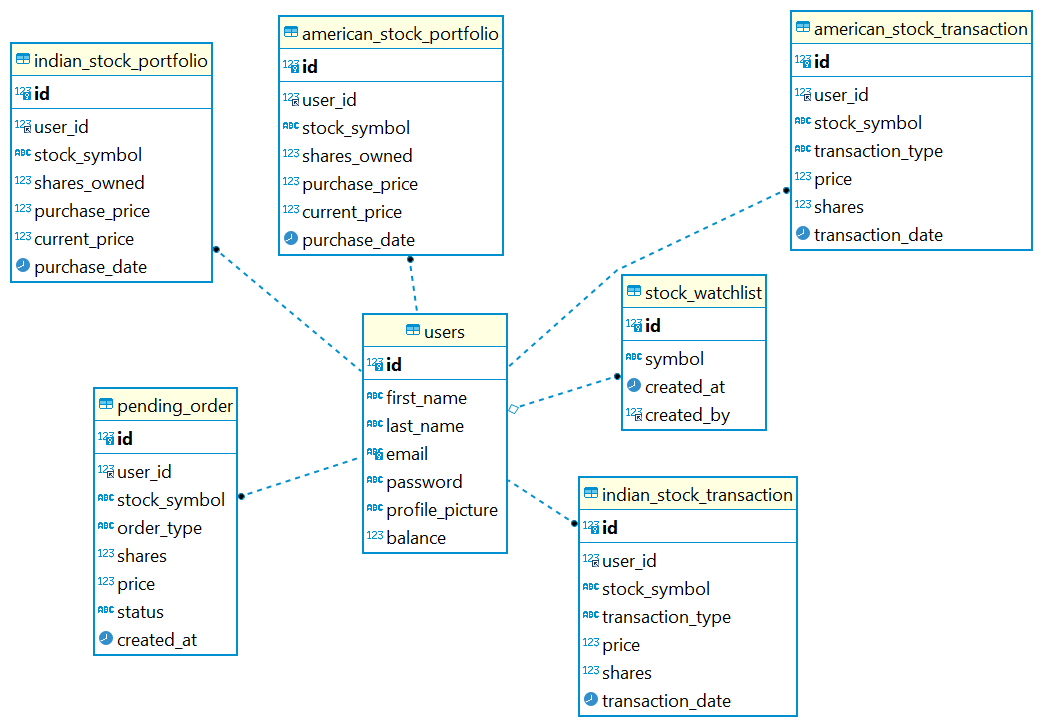 indian_stock_portfolio
id
user_id
stock_symbol
shares_owned
purchase_price
current_price
purchase_date
american_stock_portfolio
id
user_id
stock_symbol
shares_owned
purchase_price
current_price
purchase_date
american_stock_transaction
id
user_id
stock_symbol
transaction_type
price
shares
transaction_date
stock_watchlist
id
symbol
created_at
created_by
users
id
first_name
last_name
email
password
profile_picture
balance
pending_order
id
user_id
stock_symbol
order_type
shares
price
status
created_at
indian_stock_transaction
id
user_id
stock_symbol
transaction_type
price
shares
transaction_date